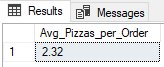 Results Messages
Avg_Pizzas_per_Order
1 2.32